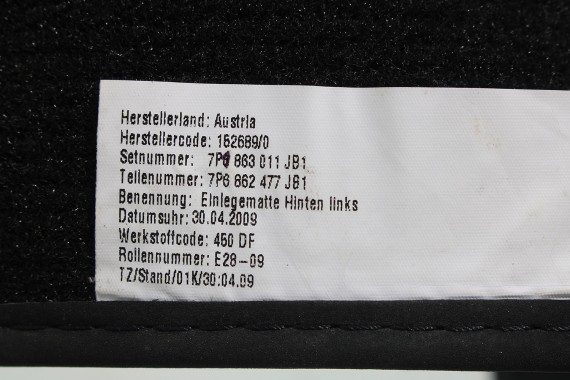 Herstellerland: Austria
Herstellercode: 152689/0
Setnummer: 7P6 863 011 JB1
Teilenummer: 7P6 862 477 JB1
Benennung: Einlegematte Hinten links
Datumsuhr: 30.04.2009
Werkstoffcode: 450 DF
Rollennummer: E28-09
TZ/Stand/01K/30.04.09